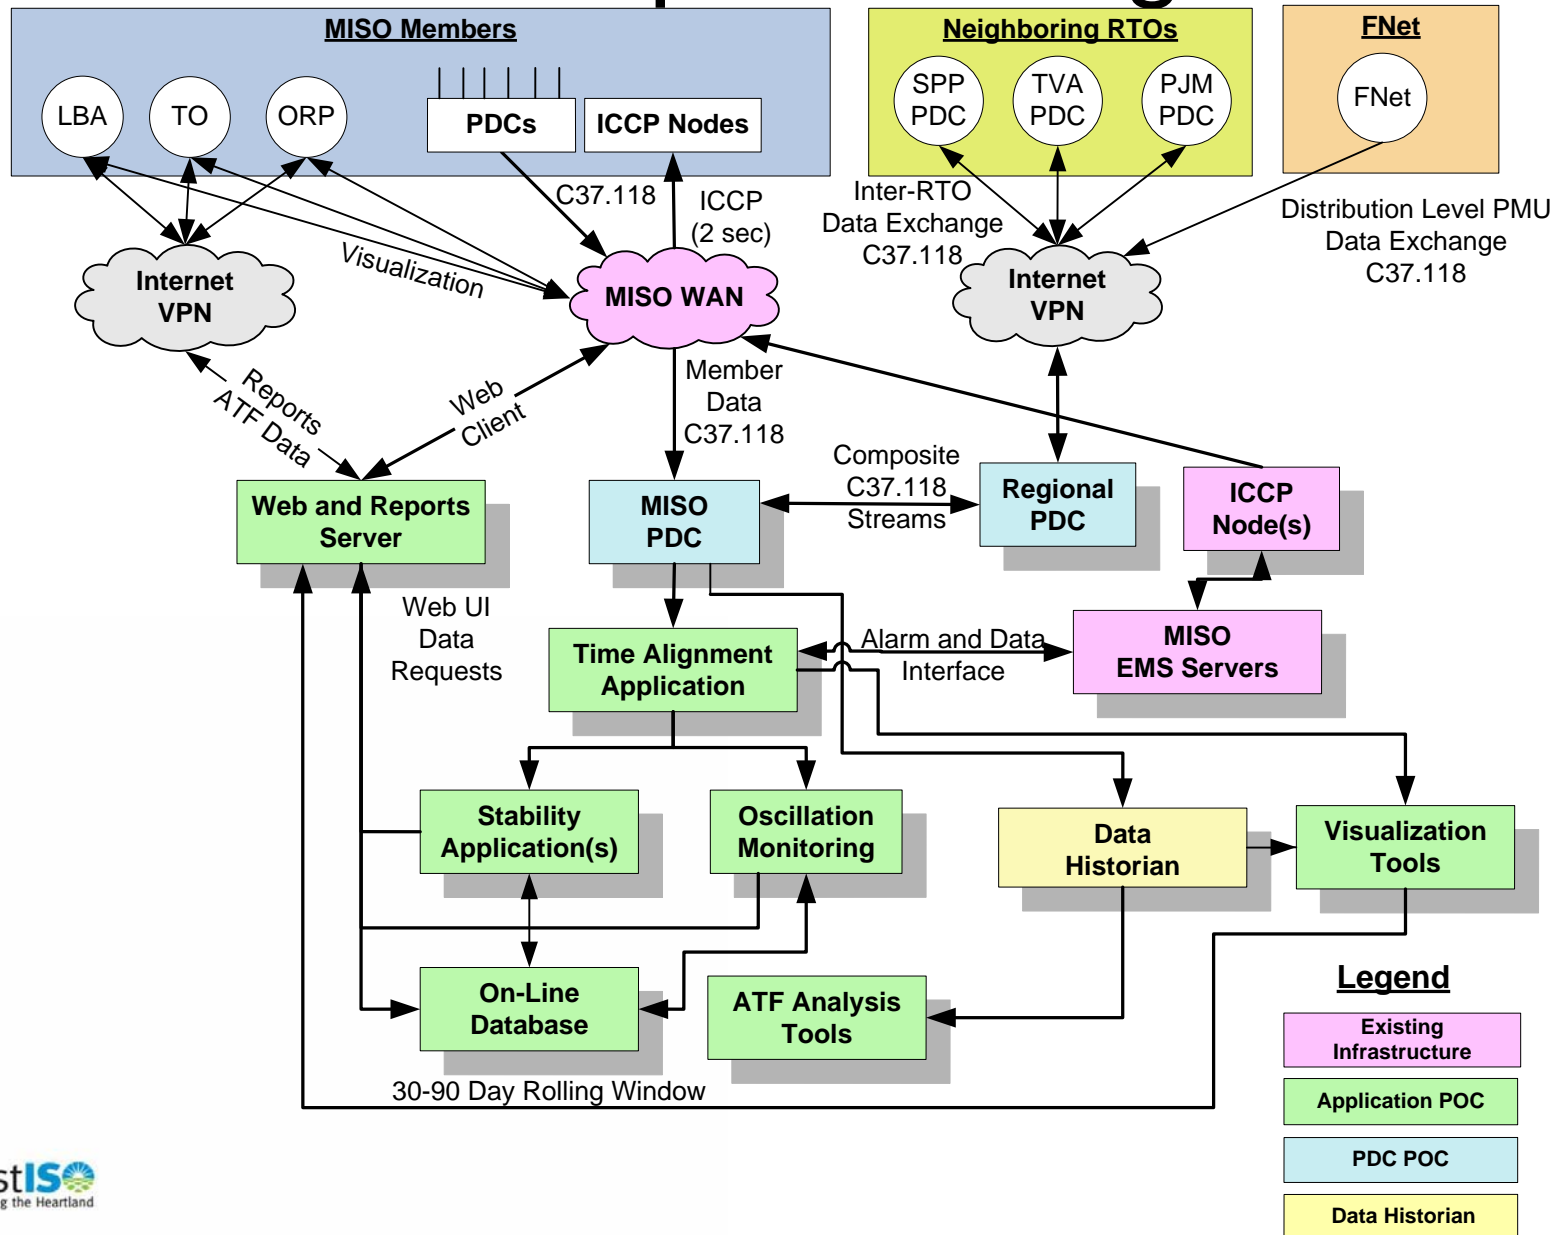 MISO Members
LBA
TO
ORP
PDCs
ICCP Nodes
Neighboring RTOs
SPP
PDC
TVA
PDC
PJM
PDC
FNet
FNet
C37.118
ICCP
(2 sec)
Visualization
Internet
VPN
MISO WAN
Inter-RTO
Data Exchange
C37.118
Internet
VPN
Distribution Level PMU
Data Exchange
C37.118
Reports
ATF Data
Web
Client
Member
Data
C37.118
Composite
C37.118
Streams
Web and Reports
Server
MISO
PDC
Regional
PDC
ICCP
Node(s)
Web UI
Data
Requests
Time Alignment
Application
Alarm and Data
Interface
MISO
EMS Servers
Stability
Application(s)
Oscillation
Monitoring
Data
Historian
Visualization
Tools
On-Line
Database
ATF Analysis
Tools
30-90 Day Rolling Window
Legend
Existing
Infrastructure
Application POC
PDC POC
Data Historian
stISO
ng the Heartland